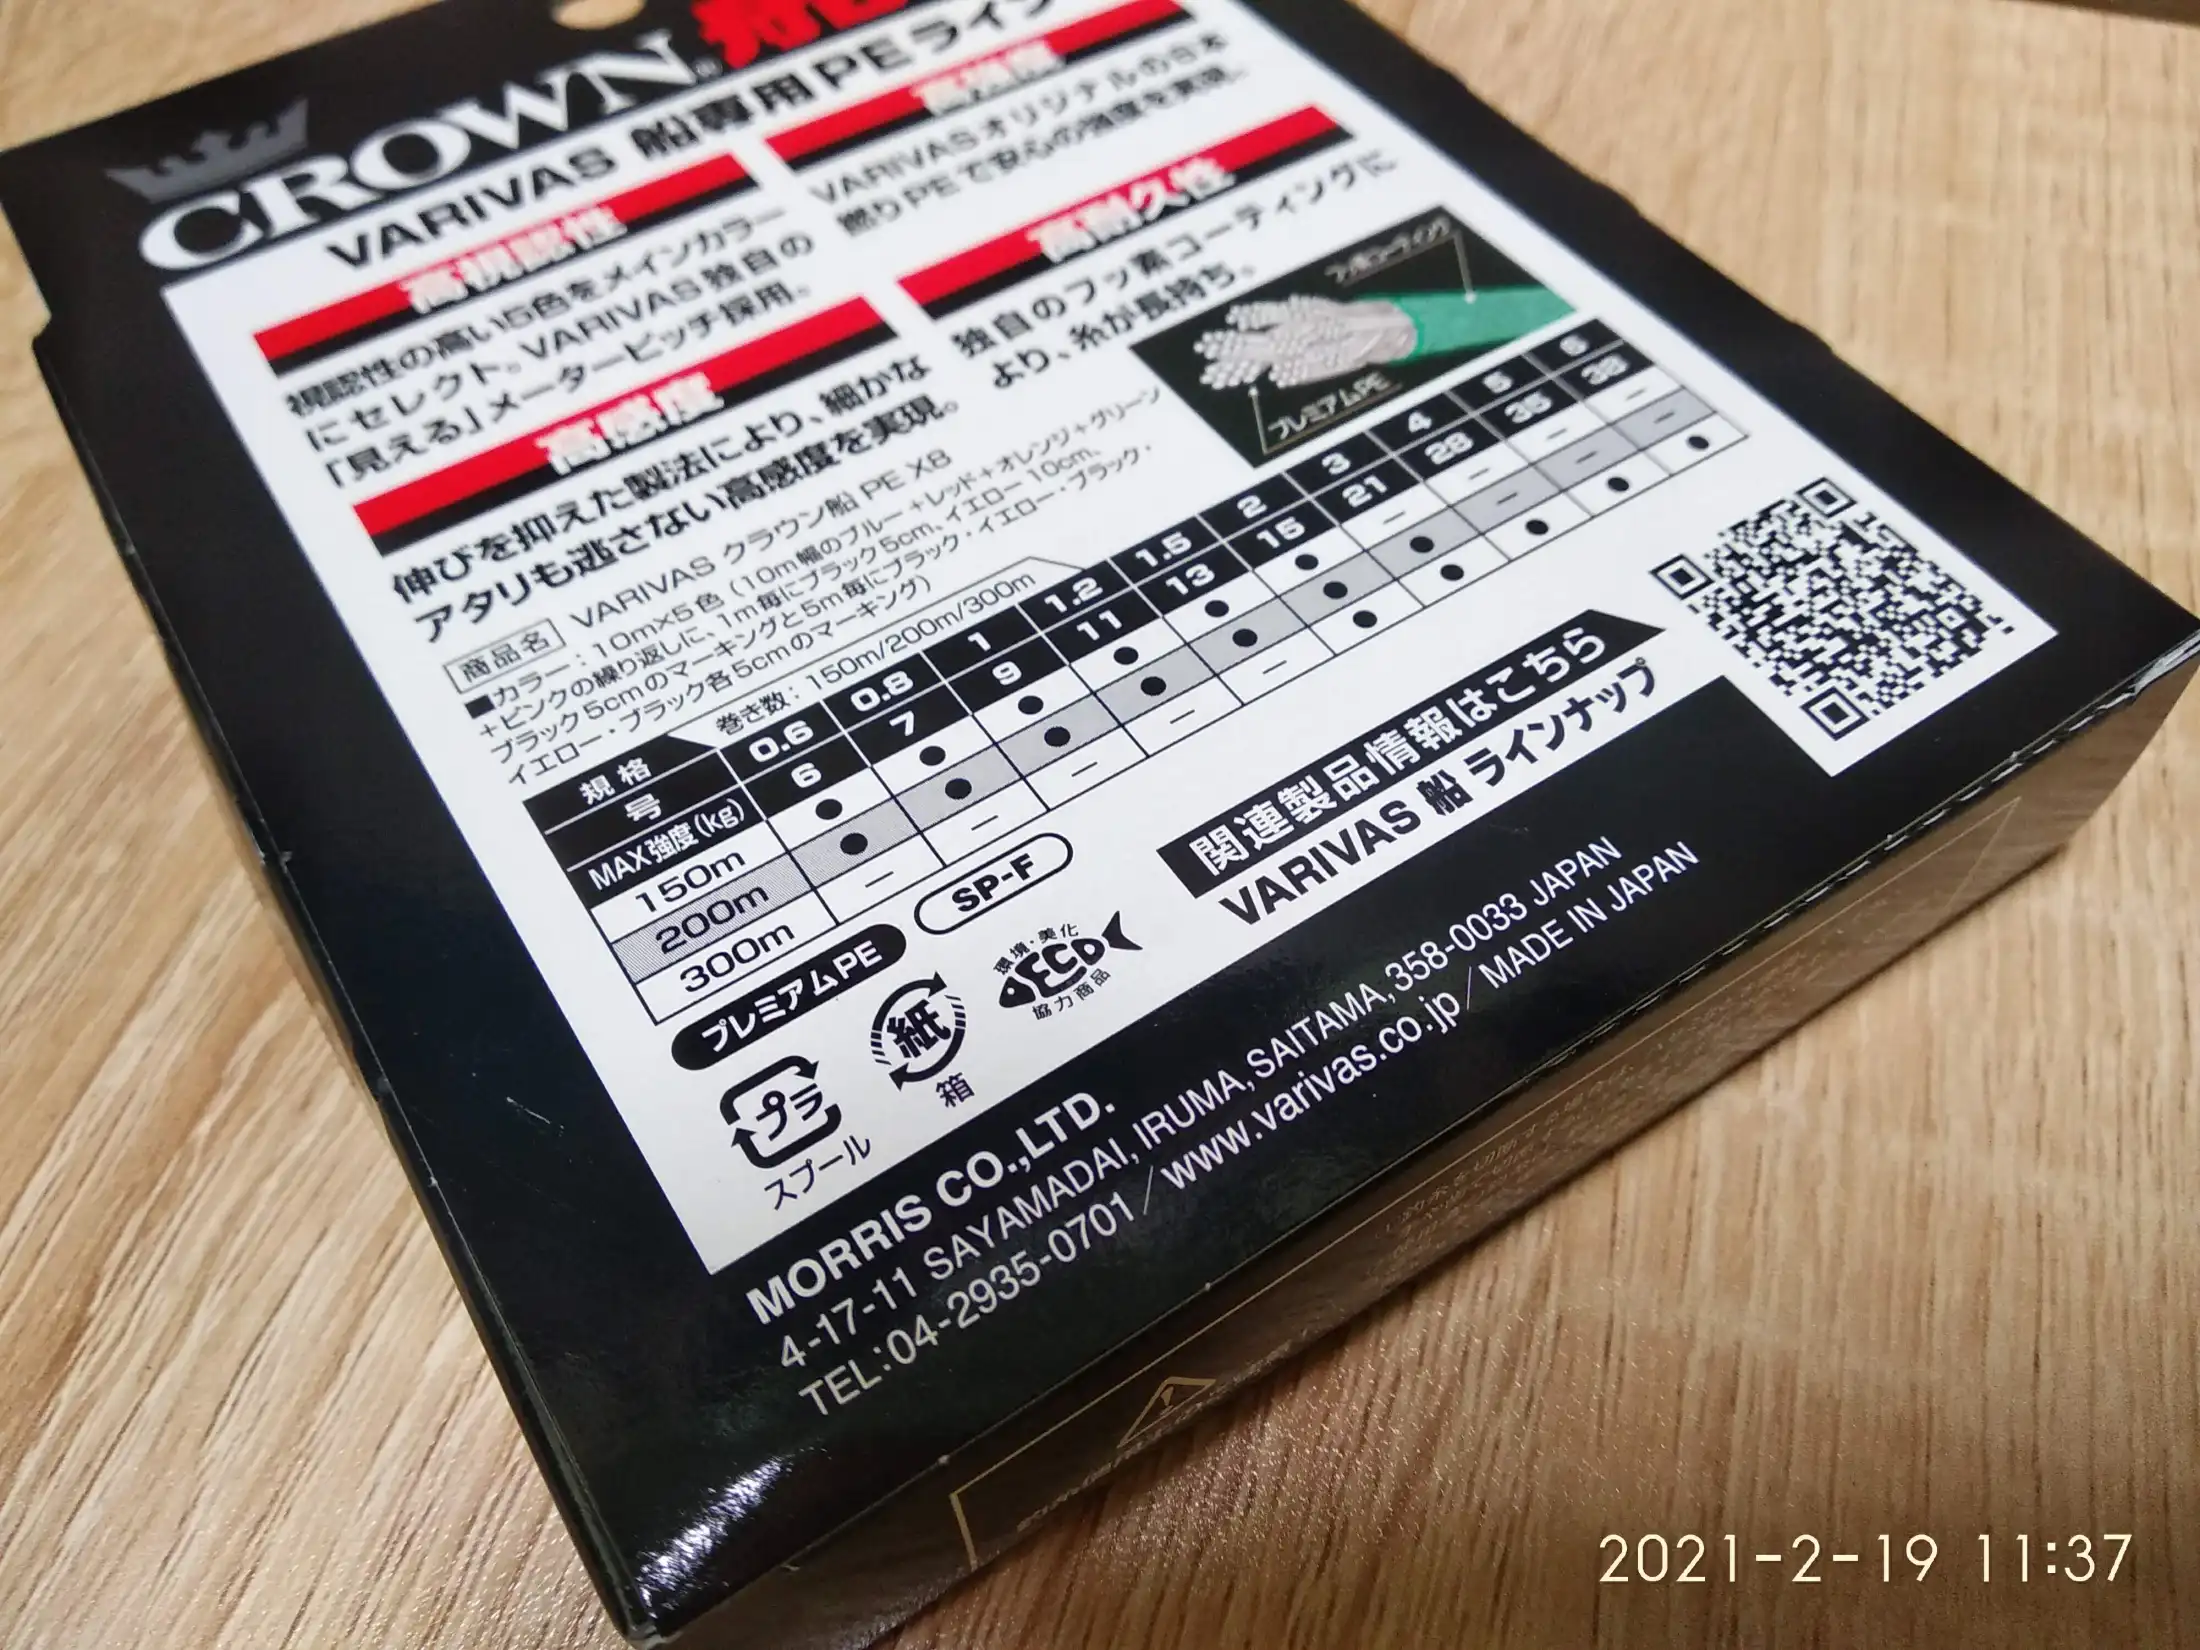 CROWN® 船
VARIVAS 船専用PEライン
高視認性
視認性の高い5色をメインカラー
にセレクト。VARIVAS独自の
「見える」メーターピッチ採用。
高強度
VARIVASオリジナルの日本
撚りPEで安心の強度を実現。
高感度
伸びを抑えた製法により、細かな
アタリも逃さない高感度を実現。
高耐久性
独自のフッ素コーティングに
より、糸が長持ち。
フッ素コーティング
プレミアムPE
商品名 VARIVAS クラウン船 PE X8
■カラー:10m×5色(10m幅のブルー+レッド+オレンジ+グリーン
+ピンクの繰り返しに、1m毎にブラック5cm、イエロー10cm、
ブラック5cmのマーキングと5m毎にブラック・イエロー・ブラック・
イエロー・ブラック各5cmのマーキング)
規格 巻き数:150m/200m/300m
号 0.6 0.8 1 1.2 1.5 2 3 4 5 6
MAX強度(kg) 6 7 9 11 13 15 21 28 35 38
150m ● ● ● ● ● ● − − − −
200m ● ● ● ● ● ● ● − − −
300m − − − − ● ● ● ● ●
プレミアムPE
SP-F
プラ
スプール
紙
箱
環境・美化
ECO
協力商品
関連製品情報はこちら
VARIVAS 船 ラインナップ
MORRIS CO.,LTD.
4-17-11 SAYAMADAI, IRUMA, SAITAMA, 358-0033 JAPAN
TEL:04-2935-0701/www.varivas.co.jp/MADE IN JAPAN
2021-2-19 11:37